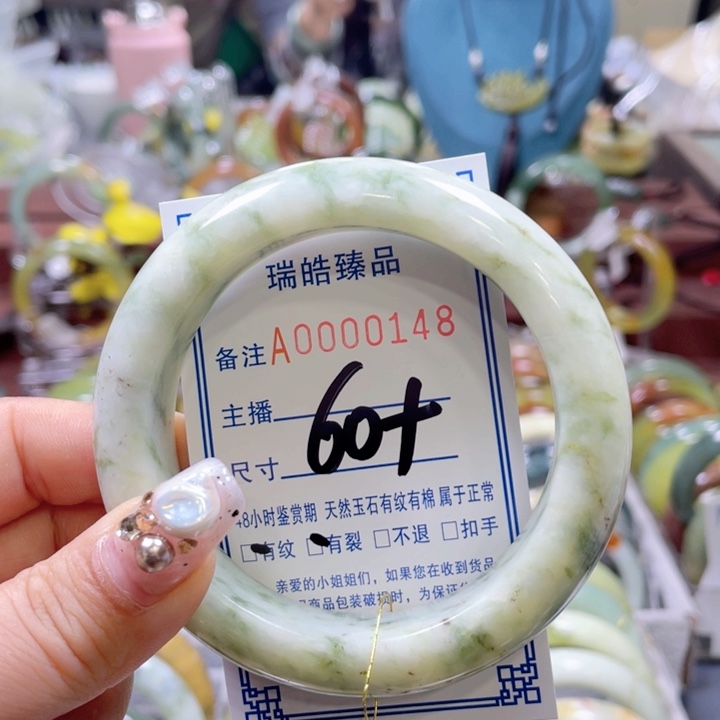 瑞皓臻品
备注A0000148
主播
60+
尺寸
48小时鉴赏期 天然玉石有纹有棉 属于正常
□有纹 □有裂 □不退 □扣手
亲爱的小姐姐们，如果您在收到货品
商品包装破损时，为保证